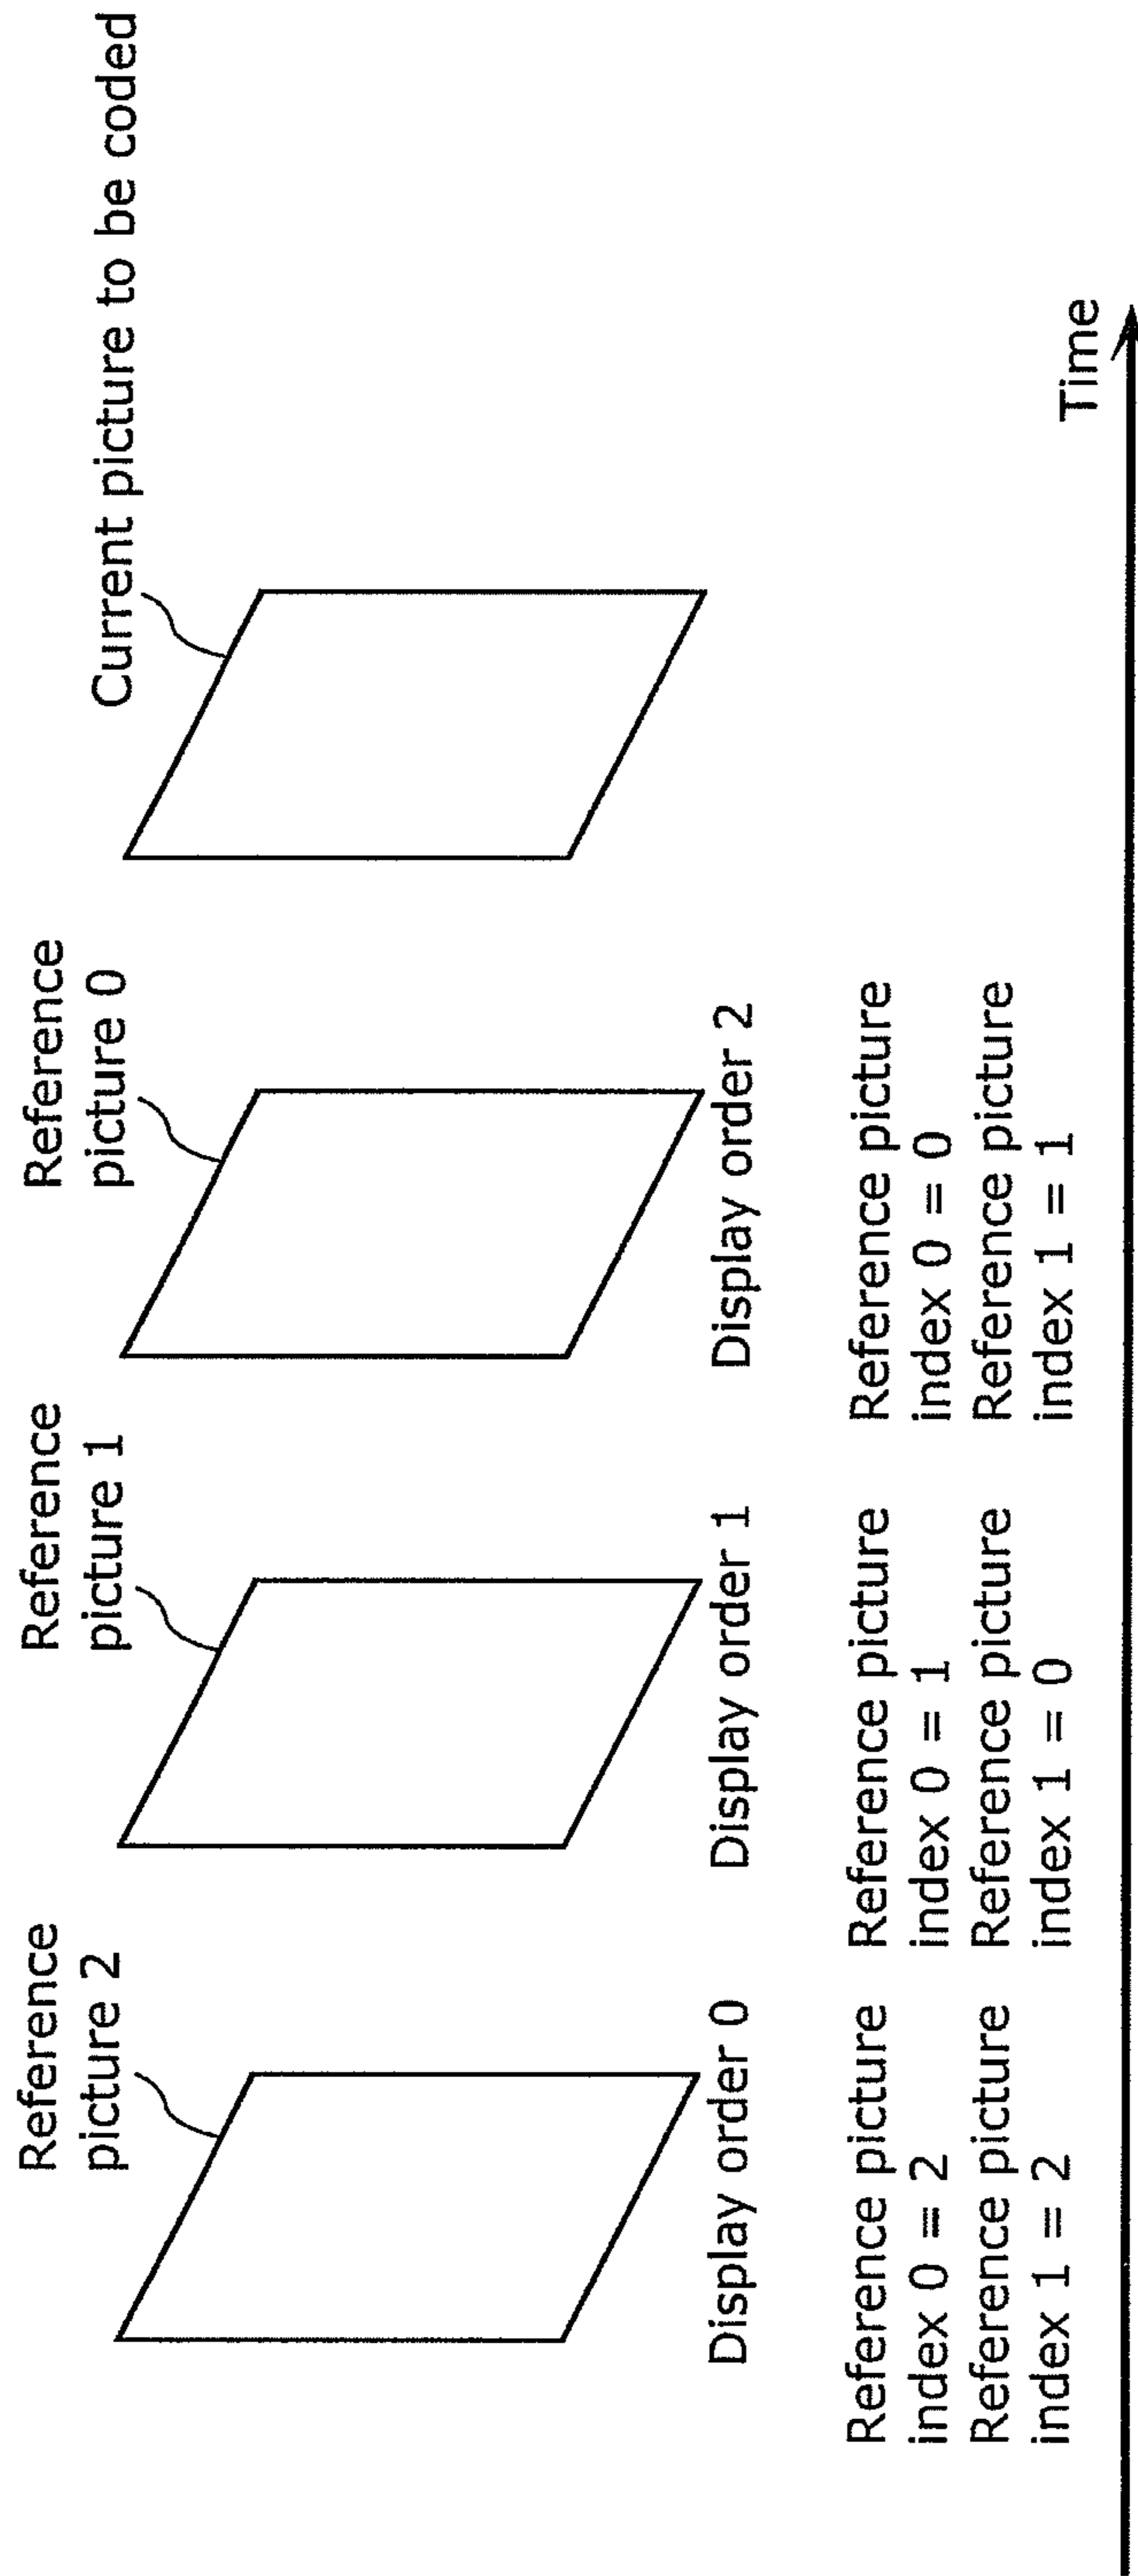 Reference
picture 2
Reference
picture 1
Reference
picture 0
Current picture to be coded
Display order 0
Display order 1
Display order 2
Reference picture
index 0 = 2
Reference picture
index 1 = 2
Reference picture
index 0 = 1
Reference picture
index 1 = 0
Reference picture
index 0 = 0
Reference picture
index 1 = 1
Time